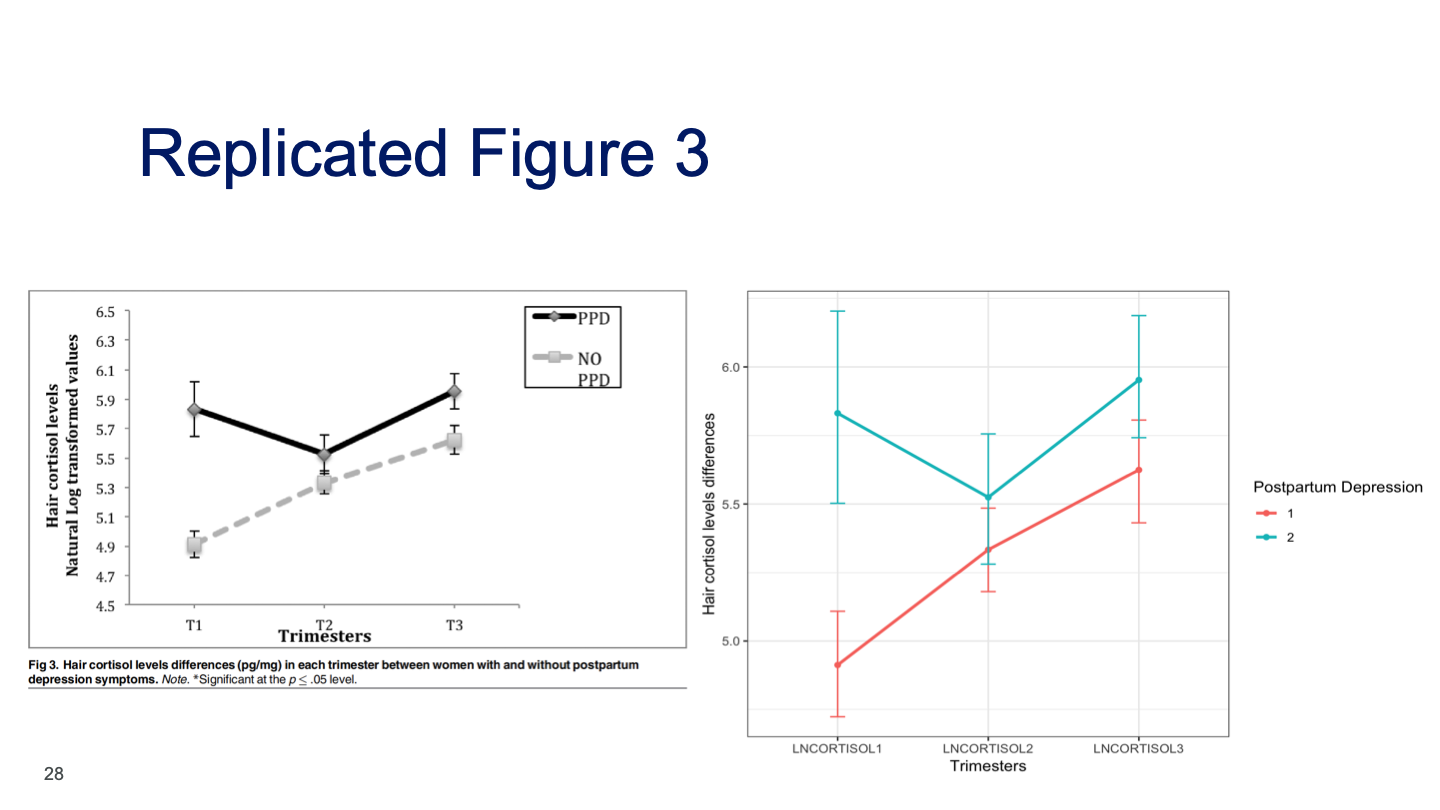 Replicated Figure 3
6.5
6.3
6.1
5.9
5.7
5.5
5.3
5.1
4.9
4.7
4.5
Hair cortisol levels
Natural Log transformed values
T1
T2
T3
Trimesters
PPD
NO
PPD
Fig 3. Hair cortisol levels differences (pg/mg) in each trimester between women with and without postpartum
depression symptoms. Note. *Significant at the p ≤ .05 level.
Hair cortisol levels differences
6.0
5.5
5.0
LNCORTISOL1
LNCORTISOL2
LNCORTISOL3
Trimesters
Postpartum Depression
1
2
28